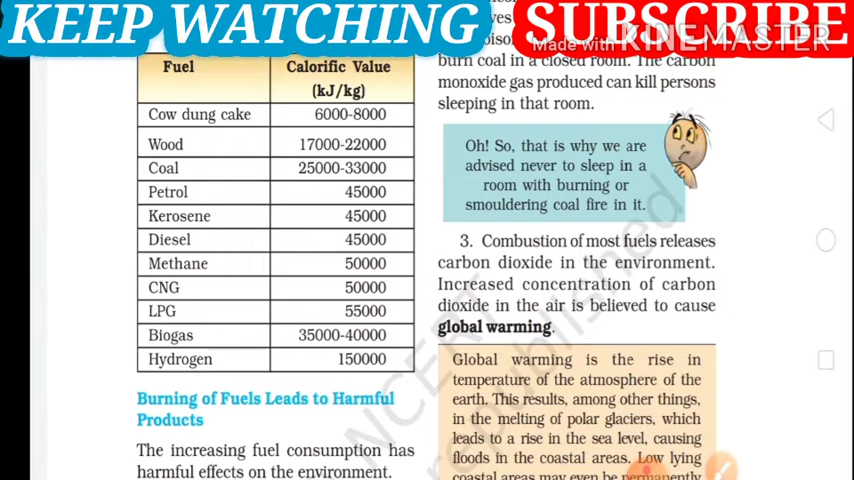 KEEP WATCHING
SUBSCRIBE
Made with KINEMASTER
Fuel Calorific Value
(kJ/kg)
Cow dung cake 6000-8000
Wood 17000-22000
Coal 25000-33000
Petrol 45000
Kerosene 45000
Diesel 45000
Methane 50000
CNG 50000
LPG 55000
Biogas 35000-40000
Hydrogen 150000
Burning of Fuels Leads to Harmful
Products
The increasing fuel consumption has
harmful effects on the environment.
burn coal in a closed room. The carbon
monoxide gas produced can kill persons
sleeping in that room.
Oh! So, that is why we are
advised never to sleep in a
room with burning or
smouldering coal fire in it.
3. Combustion of most fuels releases
carbon dioxide in the environment.
Increased concentration of carbon
dioxide in the air is believed to cause
global warming.
Global warming is the rise in
temperature of the atmosphere of the
earth. This results, among other things,
in the melting of polar glaciers, which
leads to a rise in the sea level, causing
floods in the coastal areas. Low lying
coastal areas may even be permanently
NCERT
republished